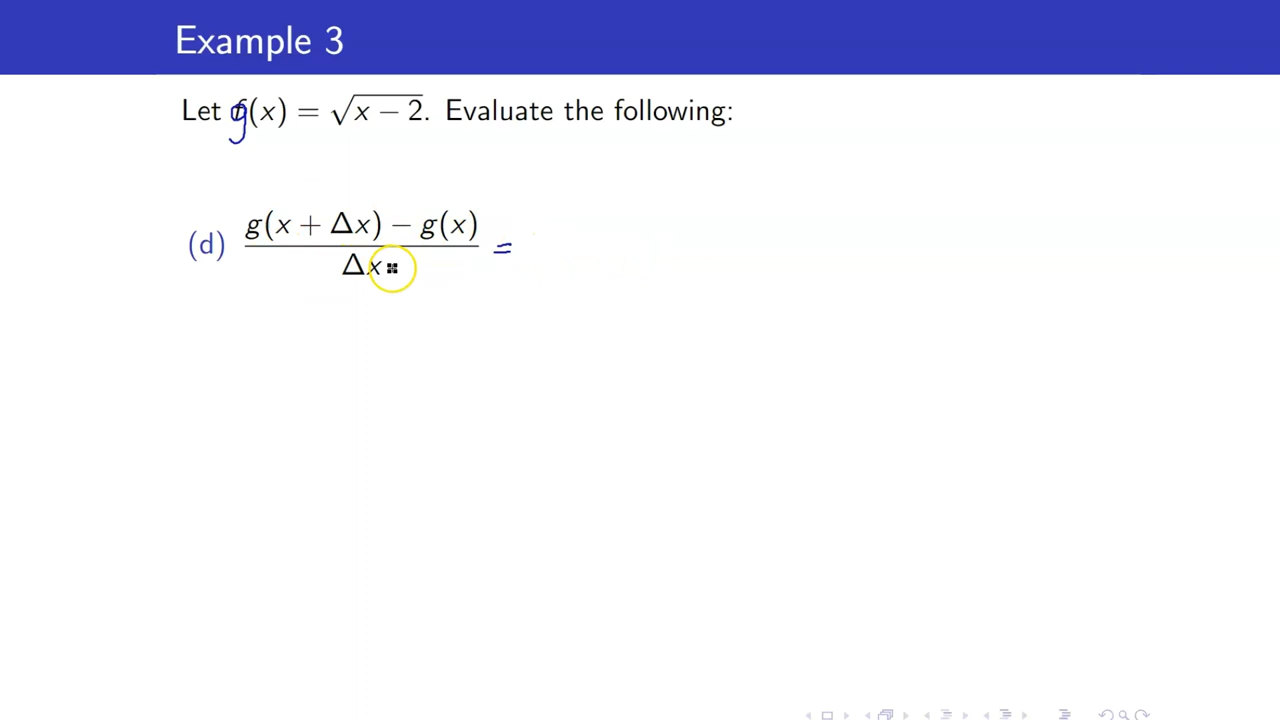 Example 3
Let g(x) = √x − 2. Evaluate the following:
(d) g(x + Δx) − g(x) =
Δx